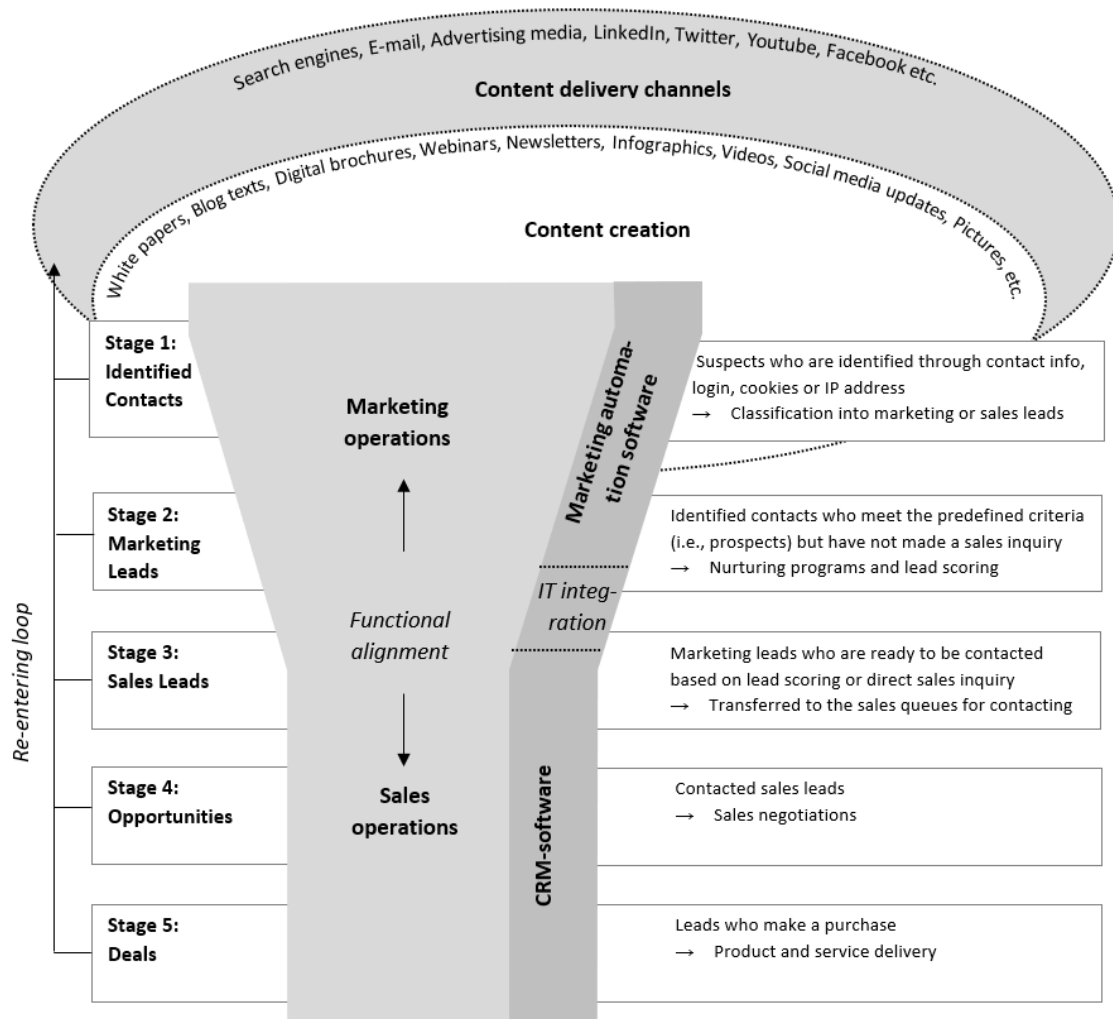 Search engines, E-mail, Advertising media, LinkedIn, Twitter, Youtube, Facebook etc.
Content delivery channels
White papers, Blog texts, Digital brochures, Webinars, Newsletters, Infographics, Videos, Social media updates, Pictures, etc.
Content creation
Re-entering loop
Stage 1:
Identified
Contacts
Marketing
operations
Marketing automa-
tion software
Suspects who are identified through contact info,
login, cookies or IP address
→ Classification into marketing or sales leads
Stage 2:
Marketing
Leads
Identified contacts who meet the predefined criteria
(i.e., prospects) but have not made a sales inquiry
→ Nurturing programs and lead scoring
Functional
alignment
IT integ-
ration
Stage 3:
Sales Leads
Marketing leads who are ready to be contacted
based on lead scoring or direct sales inquiry
→ Transferred to the sales queues for contacting
Stage 4:
Opportunities
Sales
operations
CRM-software
Contacted sales leads
→ Sales negotiations
Stage 5:
Deals
Leads who make a purchase
→ Product and service delivery